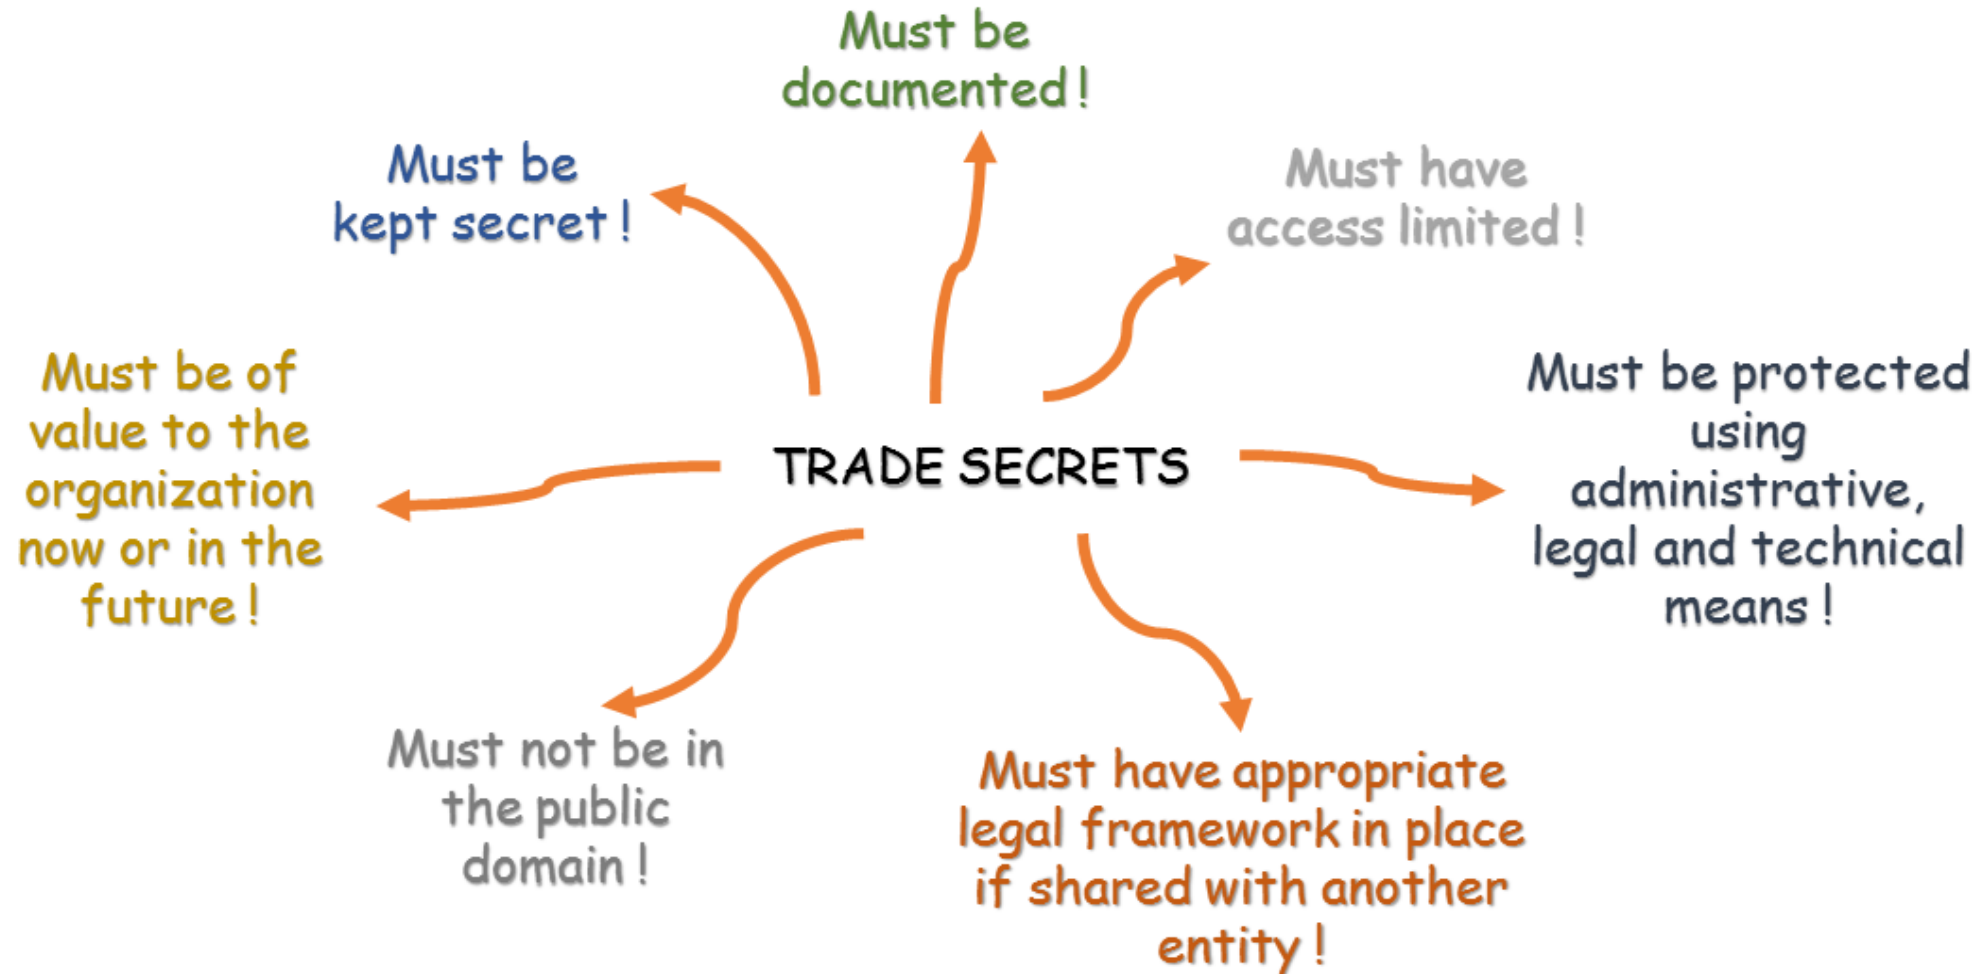 Must be
documented !
Must be
kept secret !
Must have
access limited !
Must be of
value to the
organization
now or in the
future !
TRADE SECRETS
Must be protected
using
administrative,
legal and technical
means !
Must not be in
the public
domain !
Must have appropriate
legal framework in place
if shared with another
entity !